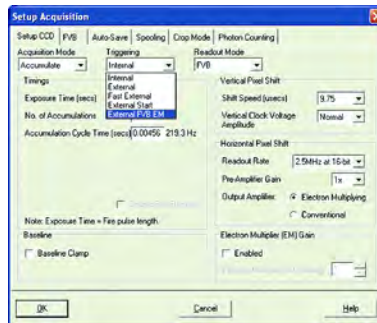 Setup Acquisition
Setup CCD FVB Auto-Save Spooling Crop Mode Photon Counting
Acquisition Mode Triggering Readout Mode
Accumulate Internal FVB
Internal
External
Fast External
External Start
External FVB EM
Timings
Exposure Time (secs)
No. of Accumulations
Accumulation Cycle Time (secs) 0.00456 219.3 Hz
Note: Exposure Time = Fire pulse length.
Baseline
Baseline Clamp
Vertical Pixel Shift
Shift Speed (usecs) 9.75
Vertical Clock Voltage
Amplitude
Normal
Horizontal Pixel Shift
Readout Rate 2.5MHz at 16-bit
Pre-Amplifier Gain 1x
Output Amplifier: Electron Multiplying
Conventional
Electron Multiplier (EM) Gain
Enabled
OK Cancel Help